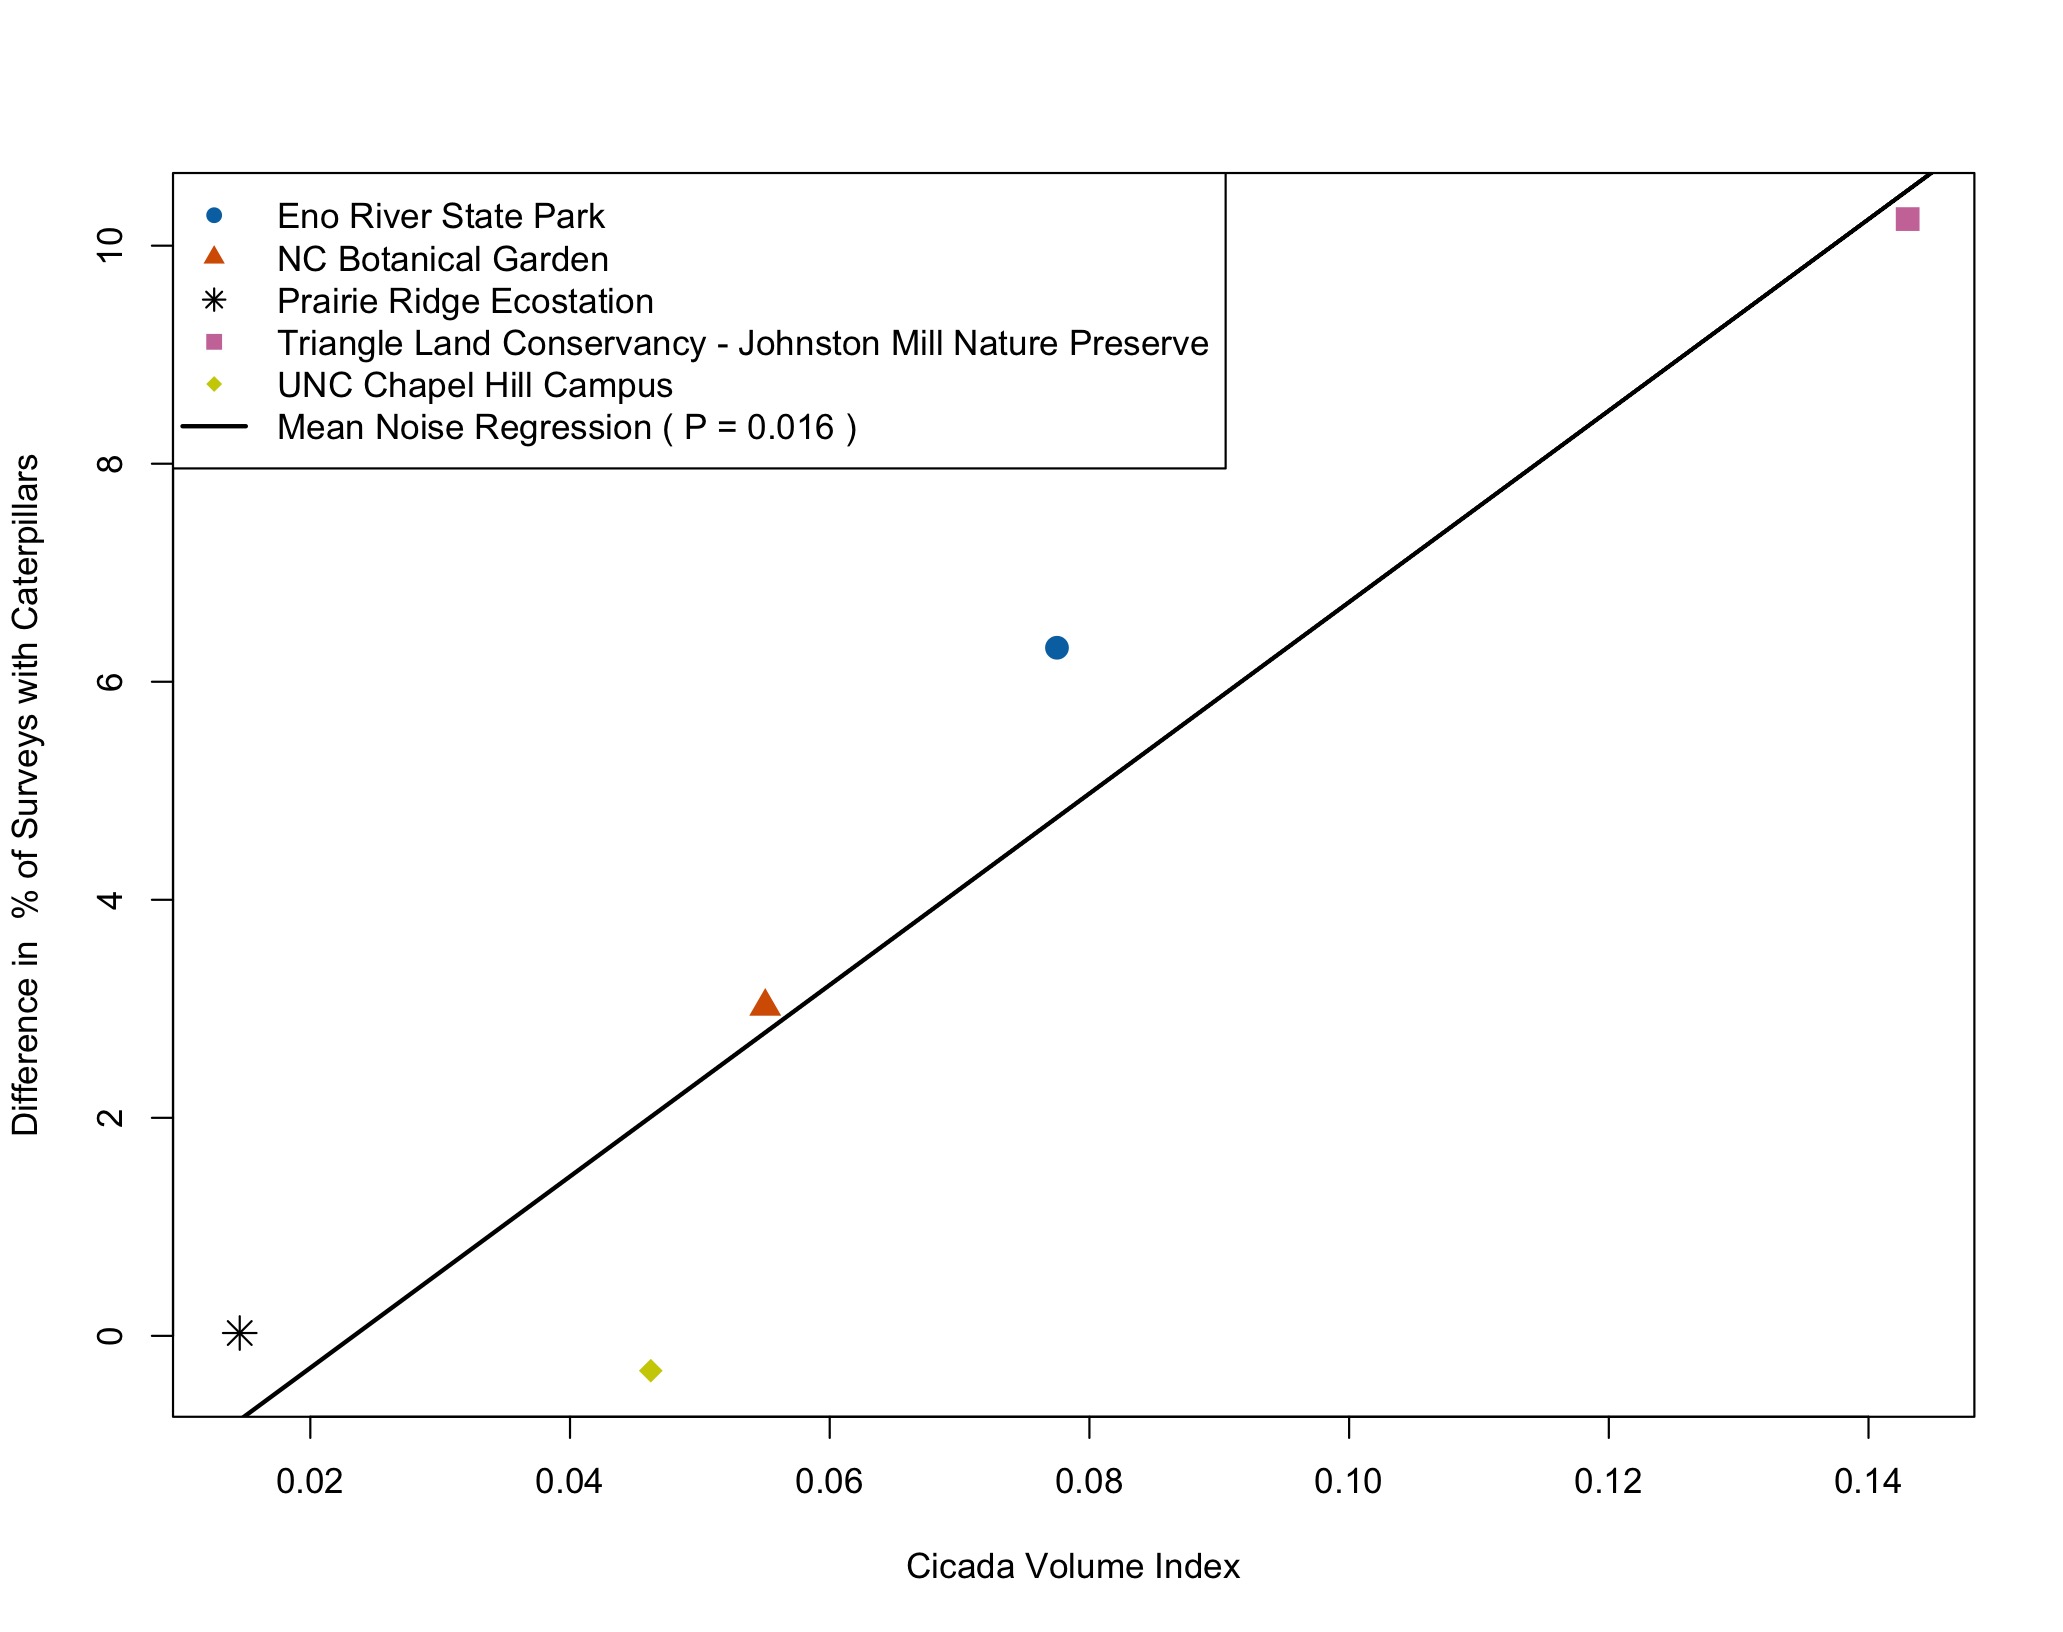 Eno River State Park
NC Botanical Garden
Prairie Ridge Ecostation
Triangle Land Conservancy - Johnston Mill Nature Preserve
UNC Chapel Hill Campus
Mean Noise Regression ( P = 0.016 )
Difference in  % of Surveys with Caterpillars
10
8
6
4
2
0
0.02 0.04 0.06 0.08 0.10 0.12 0.14
Cicada Volume Index